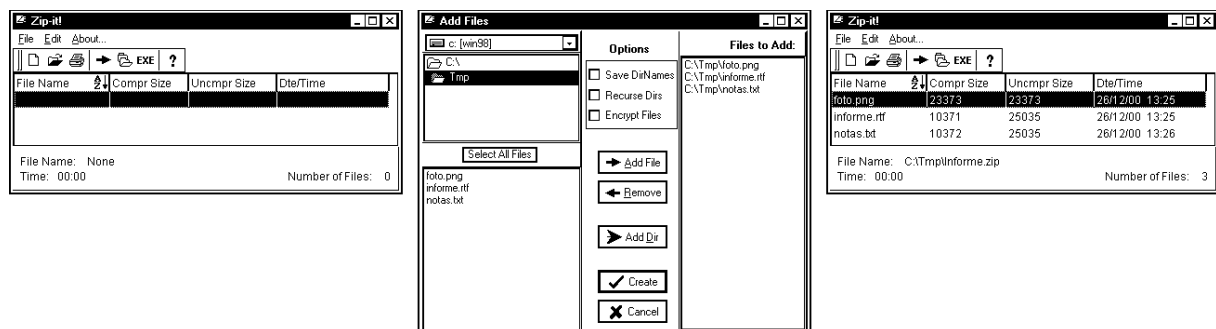 Zip-it!
File Edit About...
EXE ?
File Name AZ Compr Size Uncmpr Size Dte/Time
File Name: None
Time: 00:00 Number of Files: 0
Add Files
c: [win98]
C:\
Tmp
Select All Files
foto.png
informe.rtf
notas.txt
Options
Save DirNames
Recurse Dirs
Encrypt Files
Add File
Remove
Add Dir
Create
Cancel
Files to Add:
C:\Tmp\foto.png
C:\Tmp\informe.rtf
C:\Tmp\notas.txt
Zip-it!
File Edit About...
EXE ?
File Name AZ Compr Size Uncmpr Size Dte/Time
foto.png 23373 23373 26/12/00 13:25
informe.rtf 10371 25035 26/12/00 13:25
notas.txt 10372 25035 26/12/00 13:26
File Name: C:\Tmp\Informe.zip
Time: 00:00 Number of Files: 3